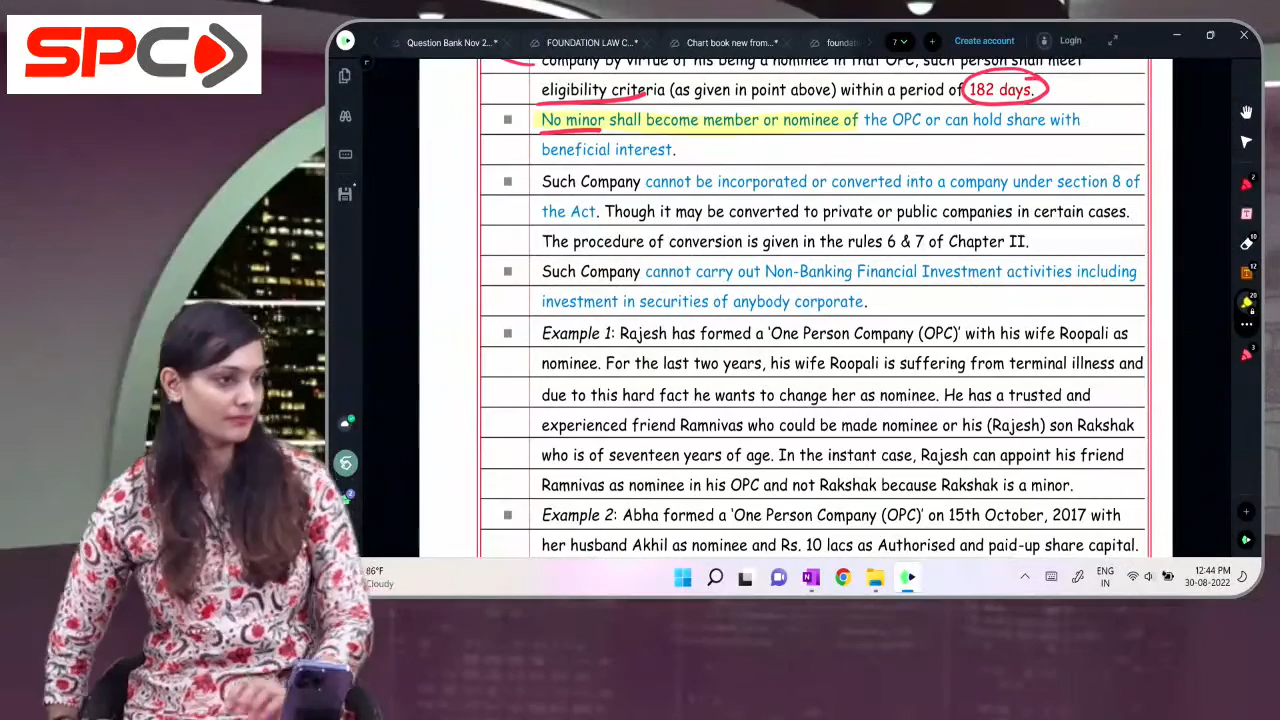 SPC
Question Bank Nov 2...*
FOUNDATION LAW C...*
Chart book new from...*
7
Create account
Login
company by virtue of his being a nominee in that OPC, such person shall meet
eligibility criteria (as given in point above) within a period of 182 days.
No minor shall become member or nominee of the OPC or can hold share with
beneficial interest.
Such Company cannot be incorporated or converted into a company under section 8 of
the Act. Though it may be converted to private or public companies in certain cases.
The procedure of conversion is given in the rules 6 & 7 of Chapter II.
Such Company cannot carry out Non-Banking Financial Investment activities including
investment in securities of anybody corporate.
Example 1: Rajesh has formed a ‘One Person Company (OPC)’ with his wife Roopali as
nominee. For the last two years, his wife Roopali is suffering from terminal illness and
due to this hard fact he wants to change her as nominee. He has a trusted and
experienced friend Ramnivas who could be made nominee or his (Rajesh) son Rakshak
who is of seventeen years of age. In the instant case, Rajesh can appoint his friend
Ramnivas as nominee in his OPC and not Rakshak because Rakshak is a minor.
Example 2: Abha formed a ‘One Person Company (OPC)’ on 15th October, 2017 with
her husband Akhil as nominee and Rs. 10 lacs as Authorised and paid-up share capital.
86°F
Cloudy
ENG
IN
12:44 PM
30-08-2022